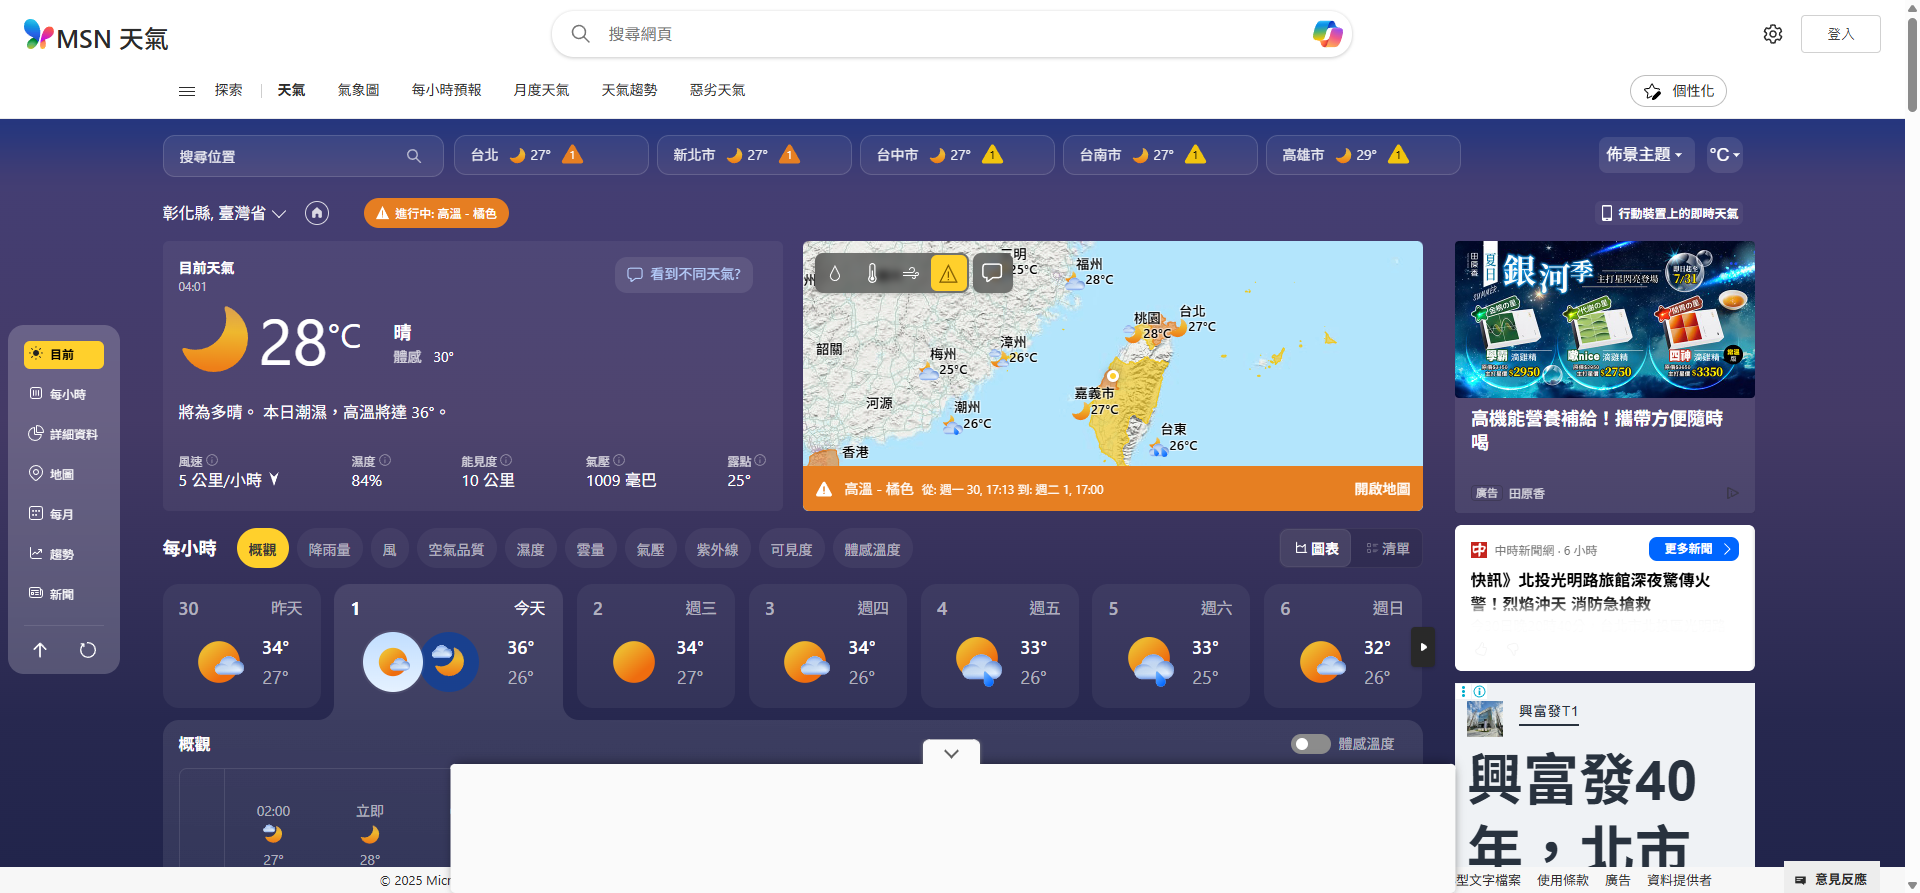 MSN 天氣
搜尋網頁
登入
探索
天氣
氣象圖
每小時預報
月度天氣
天氣趨勢
惡劣天氣
個性化
搜尋位置
台北 27° 1
新北市 27° 1
台中市 27° 1
台南市 27° 1
高雄市 29° 1
佈景主題
°C
彰化縣, 臺灣省
進行中: 高溫 - 橘色
行動裝置上的即時天氣
目前
每小時
詳細資料
地圖
每月
趨勢
新聞
目前天氣
04:01
看到不同天氣?
28°C
晴
體感 30°
將為多晴。 本日潮濕，高溫將達 36°。
風速
5 公里/小時
濕度
84%
能見度
10 公里
氣壓
1009 毫巴
露點
25°
三明
25°C
福州
28°C
州
韶關
梅州
25°C
漳州
26°C
桃園
28°C
台北
27°C
河源
潮州
26°C
嘉義市
27°C
台東
26°C
香港
高溫 - 橘色 從: 週一 30, 17:13 到: 週二 1, 17:00
開啟地圖
田原香
夏日
SUMMER
銀河季
主打星閃亮登場
即日起至
7/31
學霸 滴雞精
$2950
嗽nice 滴雞精
$2750
四神 滴雞精
$3350
高機能營養補給！攜帶方便隨時
喝
廣告 田原香
每小時
概觀
降雨量
風
空氣品質
濕度
雲量
氣壓
紫外線
可見度
體感溫度
圖表
清單
30 昨天
34°
27°
1 今天
36°
26°
2 週三
34°
27°
3 週四
34°
26°
4 週五
33°
26°
5 週六
33°
25°
6 週日
32°
26°
中
中時新聞網 · 6 小時
更多新聞
快訊》北投光明路旅館深夜驚傳火
警！烈焰沖天 消防急搶救
概觀
體感溫度
02:00
27°
立即
28°
興富發T1
興富發40
年，北市
© 2025 Micr
型文字檔案
使用條款
廣告
資料提供者
意見反應